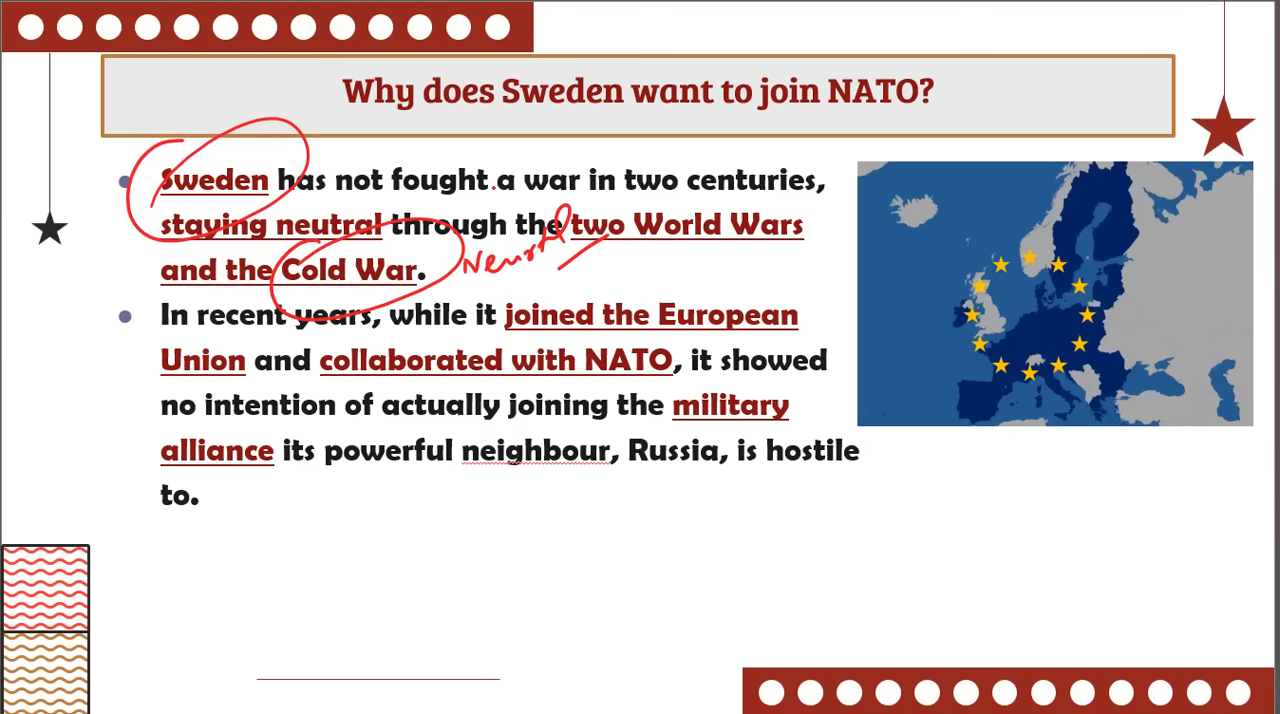 Why does Sweden want to join NATO?
Sweden has not fought a war in two centuries,
staying neutral through the two World Wars
and the Cold War.
Neutral
In recent years, while it joined the European
Union and collaborated with NATO, it showed
no intention of actually joining the military
alliance its powerful neighbour, Russia, is hostile
to.